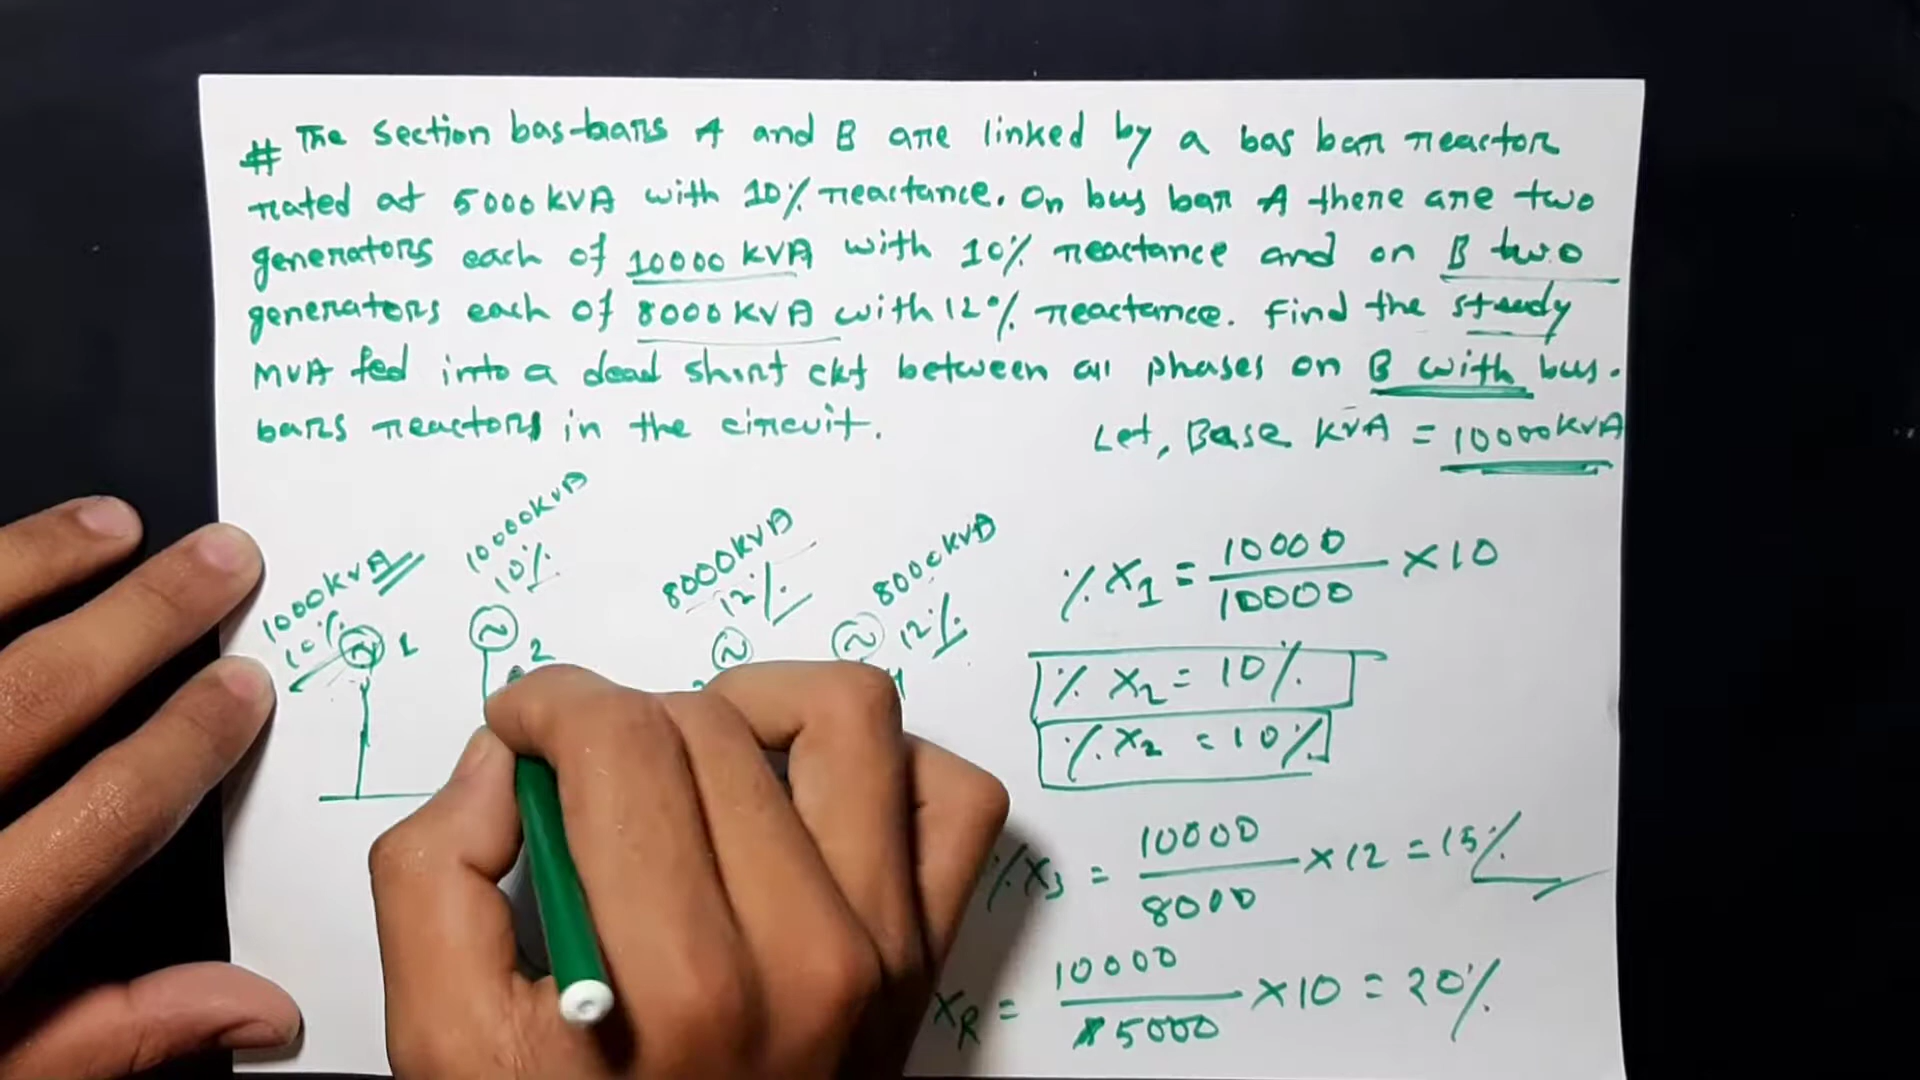 # The Section bas-bars A and B are linked by a bas bar reactor
rated at 5000 KVA with 10% reactance. On bus bar A there are two
generators each of 10000 KVA with 10% reactance and on B two
generators each of 8000 KVA with 12% reactance. Find the steady
MVA fed into a dead short ckt between all phases on B with bus.
bars reactors in the circuit.
Let, Base KVA = 10000 KVA
1000 KVA
10%
1
10000 KVA
10%
2
8000 KVA
12%
8000 KVA
12%
% X1 = 10000/10000 × 10
% X2 = 10%
% X2 = 10%
% X3 = 10000/8000 × 12 = 15%
XR = 10000/5000 × 10 = 20%